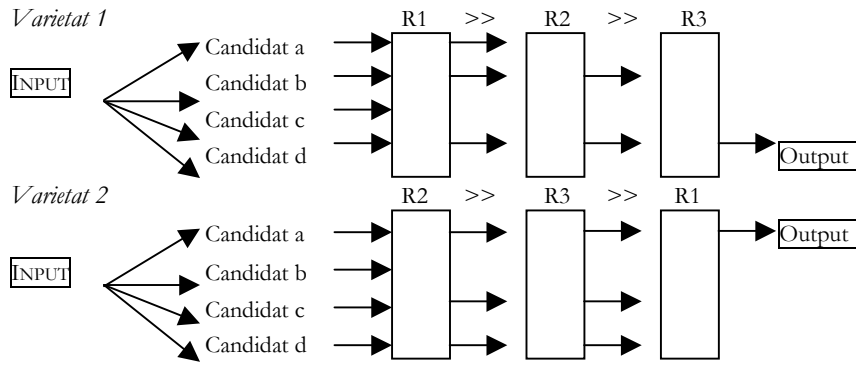 Varietat 1
R1 >> R2 >> R3
Candidat a
INPUT
Candidat b
Candidat c
Candidat d
Output
Varietat 2
R2 >> R3 >> R1
Candidat a
Output
INPUT
Candidat b
Candidat c
Candidat d